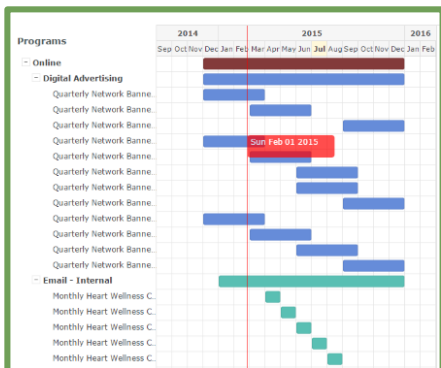 Programs
2014 2015 2016
Sep Oct Nov Dec Jan Feb Mar Apr May Jun Jul Aug Sep Oct Nov Dec Jan Feb
Online
Digital Advertising
Quarterly Network Banne..
Quarterly Network Banne..
Quarterly Network Banne..
Quarterly Network Banne.. Sun Feb 01 2015
Quarterly Network Banne..
Quarterly Network Banne..
Quarterly Network Banne..
Quarterly Network Banne..
Quarterly Network Banne..
Quarterly Network Banne..
Quarterly Network Banne..
Quarterly Network Banne..
Email - Internal
Monthly Heart Wellness C..
Monthly Heart Wellness C..
Monthly Heart Wellness C..
Monthly Heart Wellness C..
Monthly Heart Wellness C..